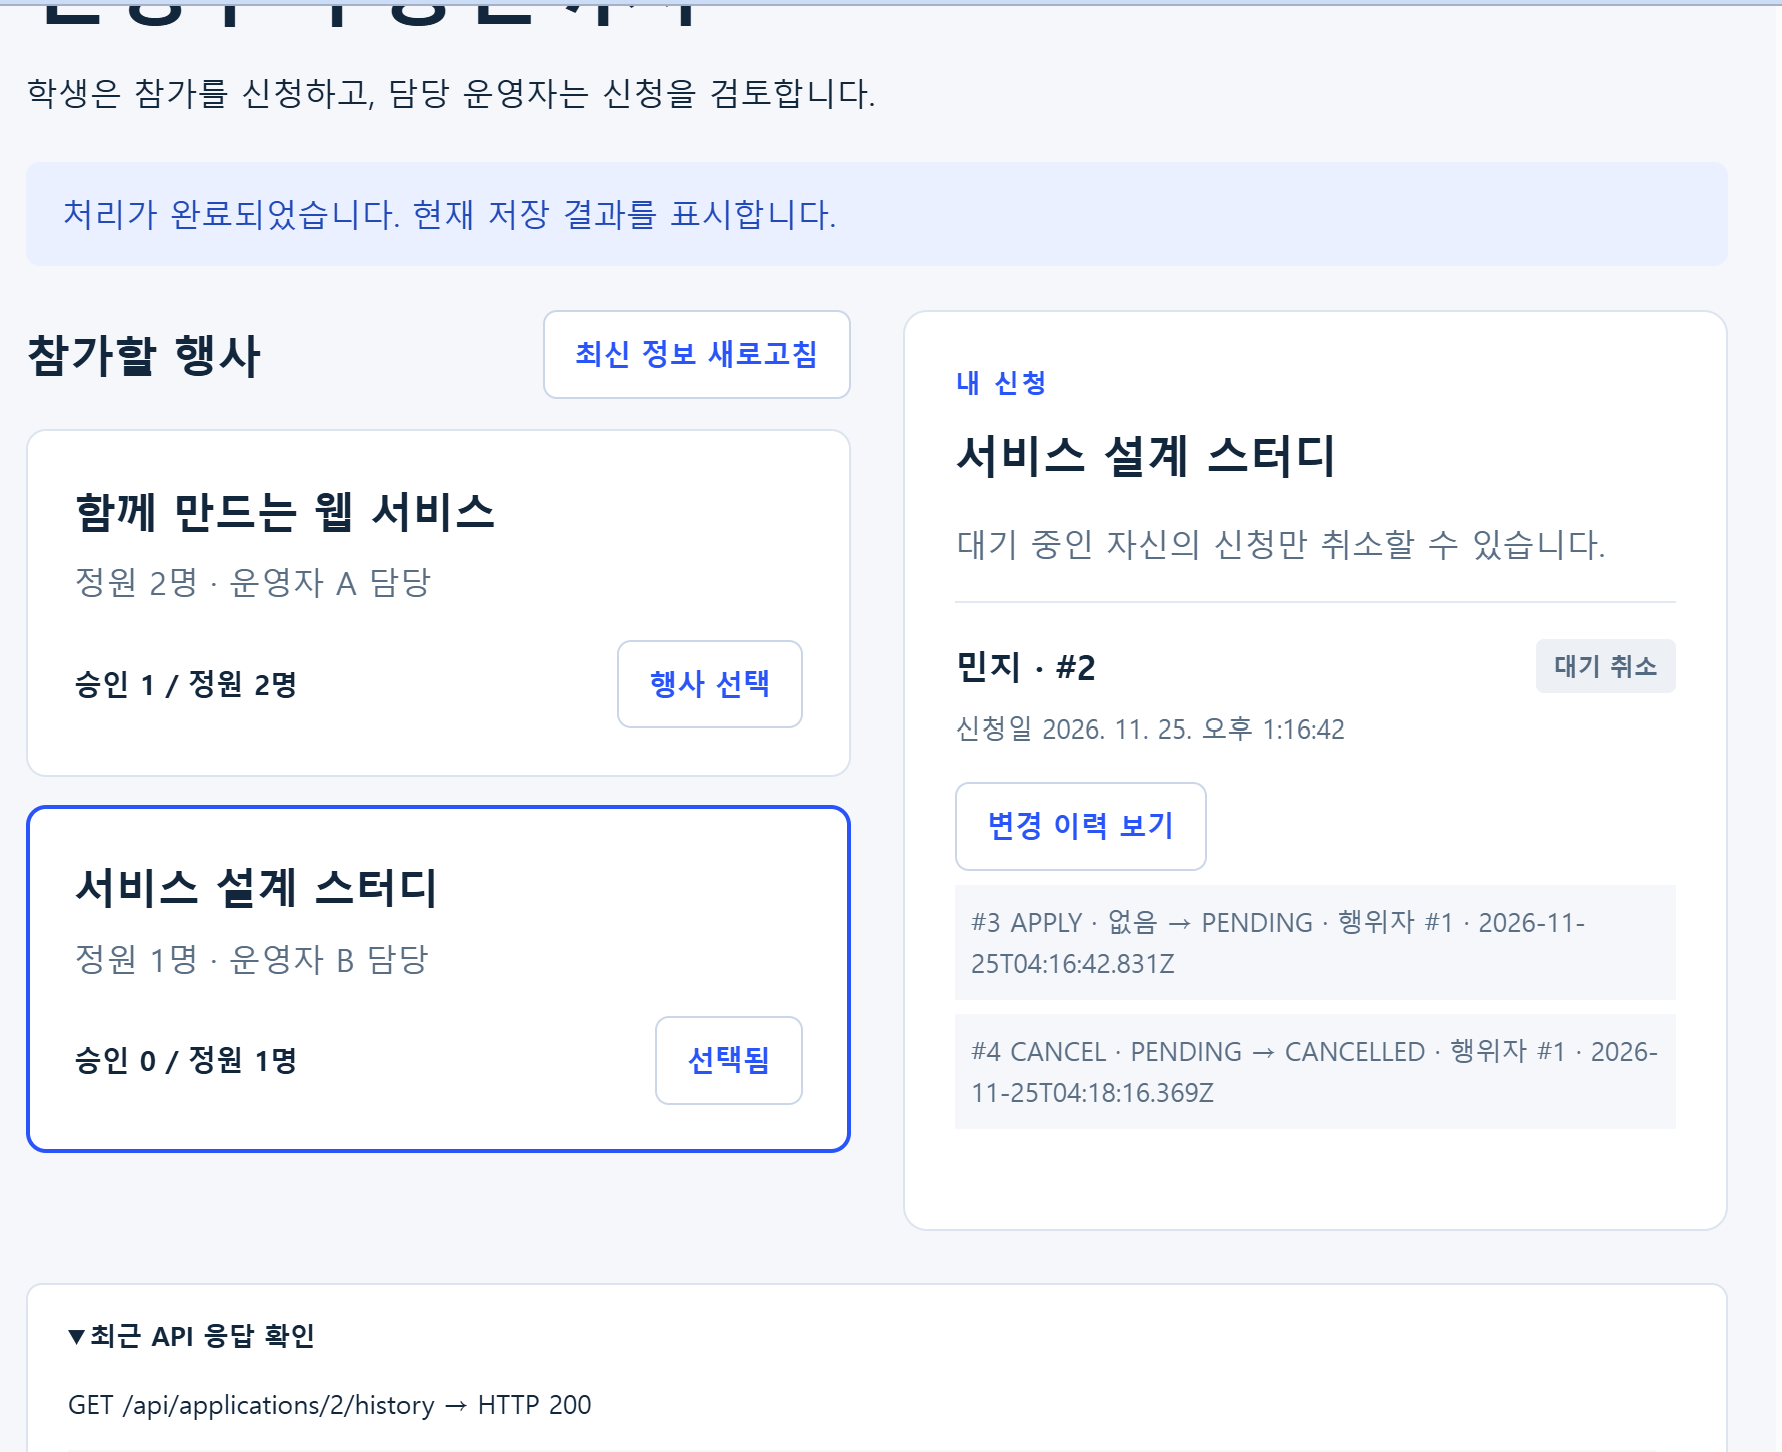 학생은 참가를 신청하고, 담당 운영자는 신청을 검토합니다.
처리가 완료되었습니다. 현재 저장 결과를 표시합니다.
참가할 행사
최신 정보 새로고침
함께 만드는 웹 서비스
정원 2명 · 운영자 A 담당
승인 1 / 정원 2명
행사 선택
서비스 설계 스터디
정원 1명 · 운영자 B 담당
승인 0 / 정원 1명
선택됨
내 신청
서비스 설계 스터디
대기 중인 자신의 신청만 취소할 수 있습니다.
민지 · #2
대기 취소
신청일 2026. 11. 25. 오후 1:16:42
변경 이력 보기
#3 APPLY · 없음 → PENDING · 행위자 #1 · 2026-11-
25T04:16:42.831Z
#4 CANCEL · PENDING → CANCELLED · 행위자 #1 · 2026-
11-25T04:18:16.369Z
▼최근 API 응답 확인
GET /api/applications/2/history → HTTP 200